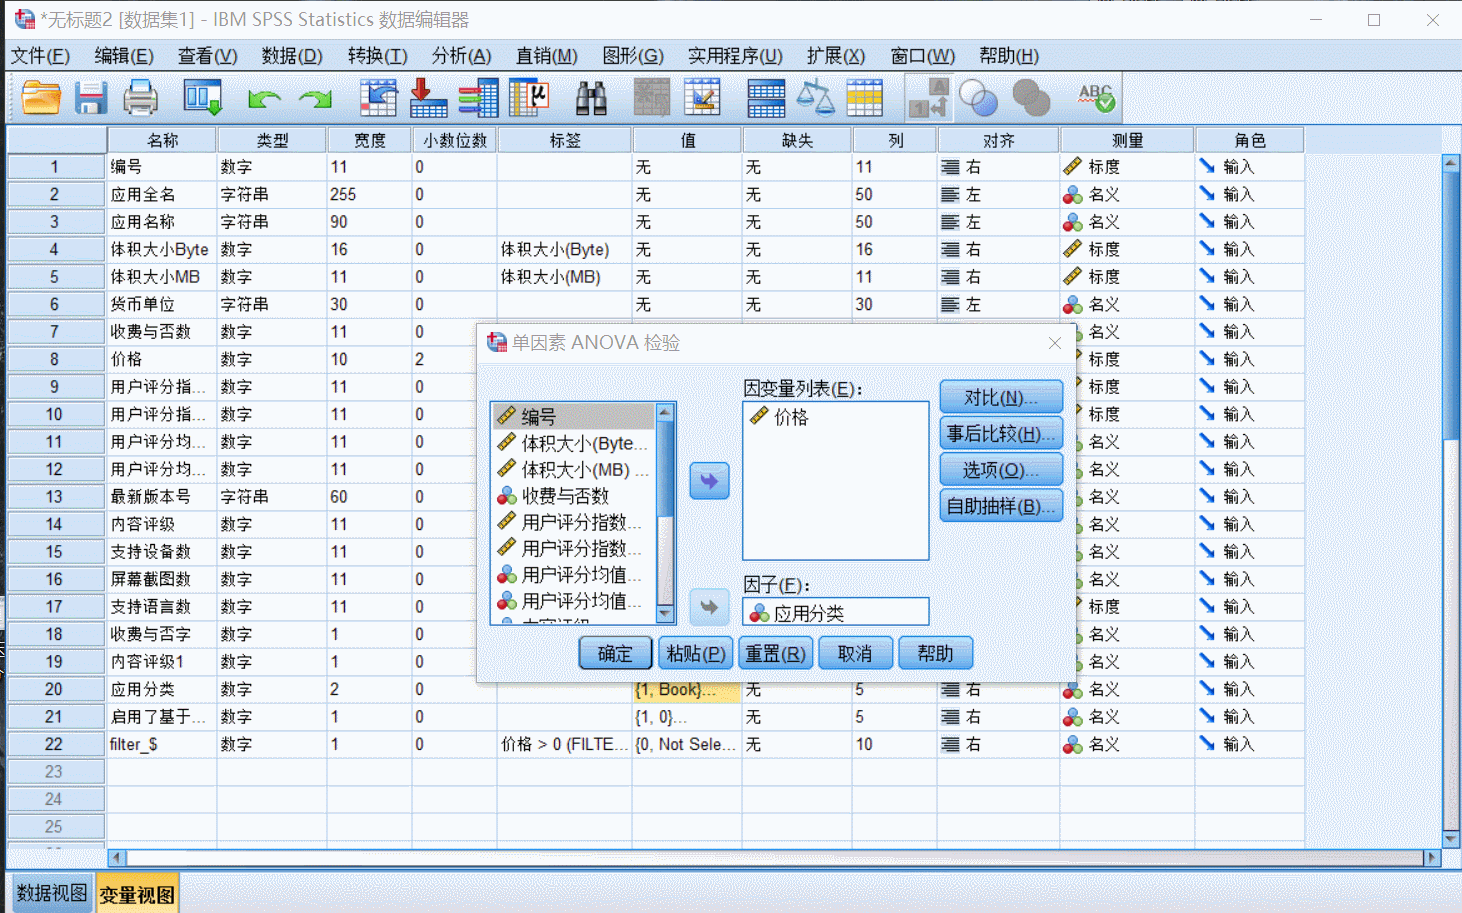 *无标题2 [数据集1] - IBM SPSS Statistics 数据编辑器
文件(F) 编辑(E) 查看(V) 数据(D) 转换(T) 分析(A) 直销(M) 图形(G) 实用程序(U) 扩展(X) 窗口(W) 帮助(H)
名称 类型 宽度 小数位数 标签 值 缺失 列 对齐 测量 角色
1 编号 数字 11 0 无 无 11 右 标度 输入
2 应用全名 字符串 255 0 无 无 50 左 名义 输入
3 应用名称 字符串 90 0 无 无 50 左 名义 输入
4 体积大小Byte 数字 16 0 体积大小(Byte) 无 无 16 右 标度 输入
5 体积大小MB 数字 11 0 体积大小(MB) 无 无 11 右 标度 输入
6 货币单位 字符串 30 0 无 无 30 左 名义 输入
7 收费与否数 数字 11 0 名义 输入
8 价格 数字 10 2 标度 输入
9 用户评分指... 数字 11 0 标度 输入
10 用户评分指... 数字 11 0 标度 输入
11 用户评分均... 数字 11 0 名义 输入
12 用户评分均... 数字 11 0 名义 输入
13 最新版本号 字符串 60 0 名义 输入
14 内容评级 数字 11 0 名义 输入
15 支持设备数 数字 11 0 名义 输入
16 屏幕截图数 数字 11 0 名义 输入
17 支持语言数 数字 11 0 标度 输入
18 收费与否字 数字 1 0 名义 输入
19 内容评级1 数字 1 0 名义 输入
20 应用分类 数字 2 0 {1, Book}... 无 5 右 名义 输入
21 启用了基于... 数字 1 0 {1, 0}... 无 5 右 名义 输入
22 filter_$ 数字 1 0 价格 > 0 (FILTE... {0, Not Sele... 无 10 右 名义 输入
23
24
25
单因素 ANOVA 检验
编号
体积大小(Byte...
体积大小(MB) ...
收费与否数
用户评分指数...
用户评分指数...
用户评分均值...
用户评分均值...
因变量列表(E):
价格
因子(F):
应用分类
对比(N)...
事后比较(H)...
选项(O)...
自助抽样(B)...
确定 粘贴(P) 重置(R) 取消 帮助
数据视图 变量视图